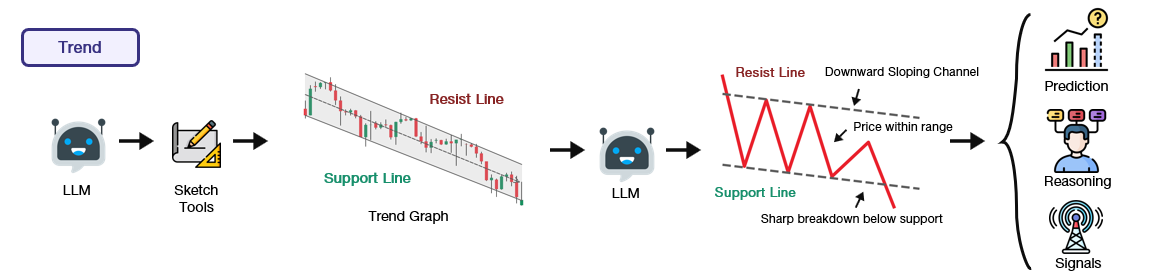 Trend
LLM
Sketch
Tools
Resist Line
Support Line
Trend Graph
LLM
Resist Line
Downward Sloping Channel
Price within range
Support Line
Sharp breakdown below support
?
Prediction
Reasoning
Signals